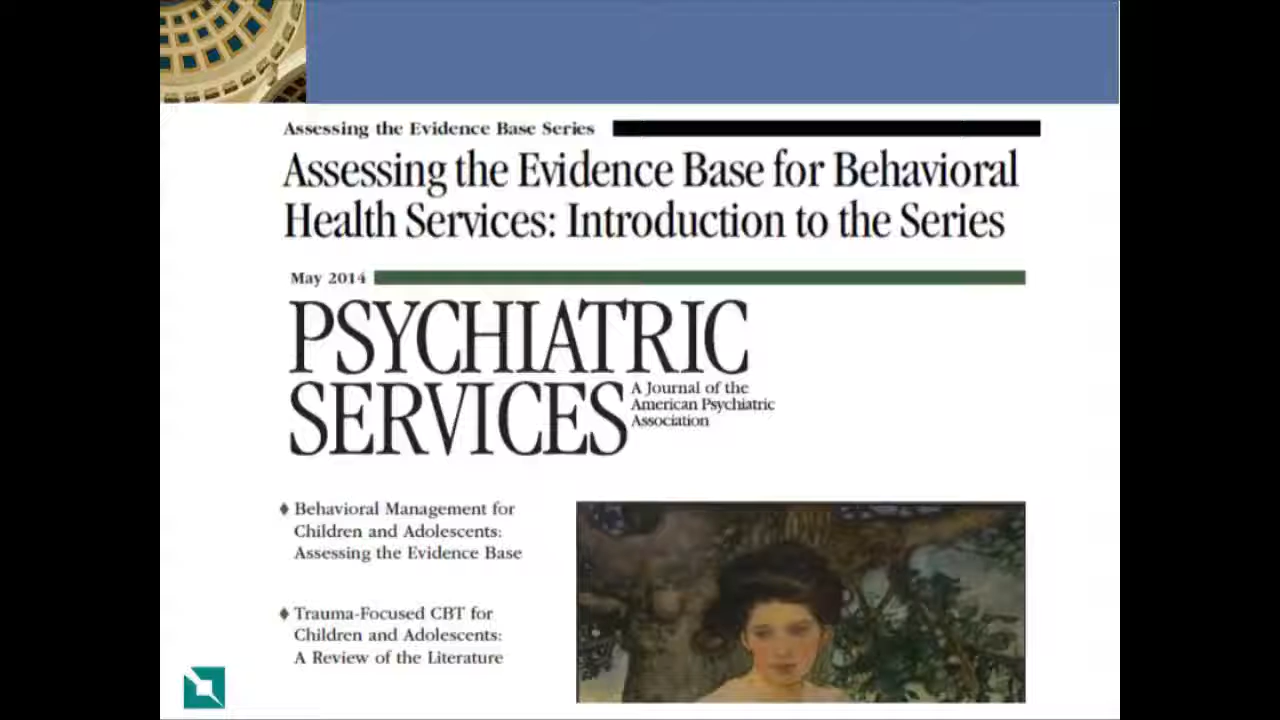 Assessing the Evidence Base Series
Assessing the Evidence Base for Behavioral
Health Services: Introduction to the Series
May 2014
PSYCHIATRIC
SERVICES
A Journal of the
American Psychiatric
Association
♦ Behavioral Management for
Children and Adolescents:
Assessing the Evidence Base
♦ Trauma-Focused CBT for
Children and Adolescents:
A Review of the Literature